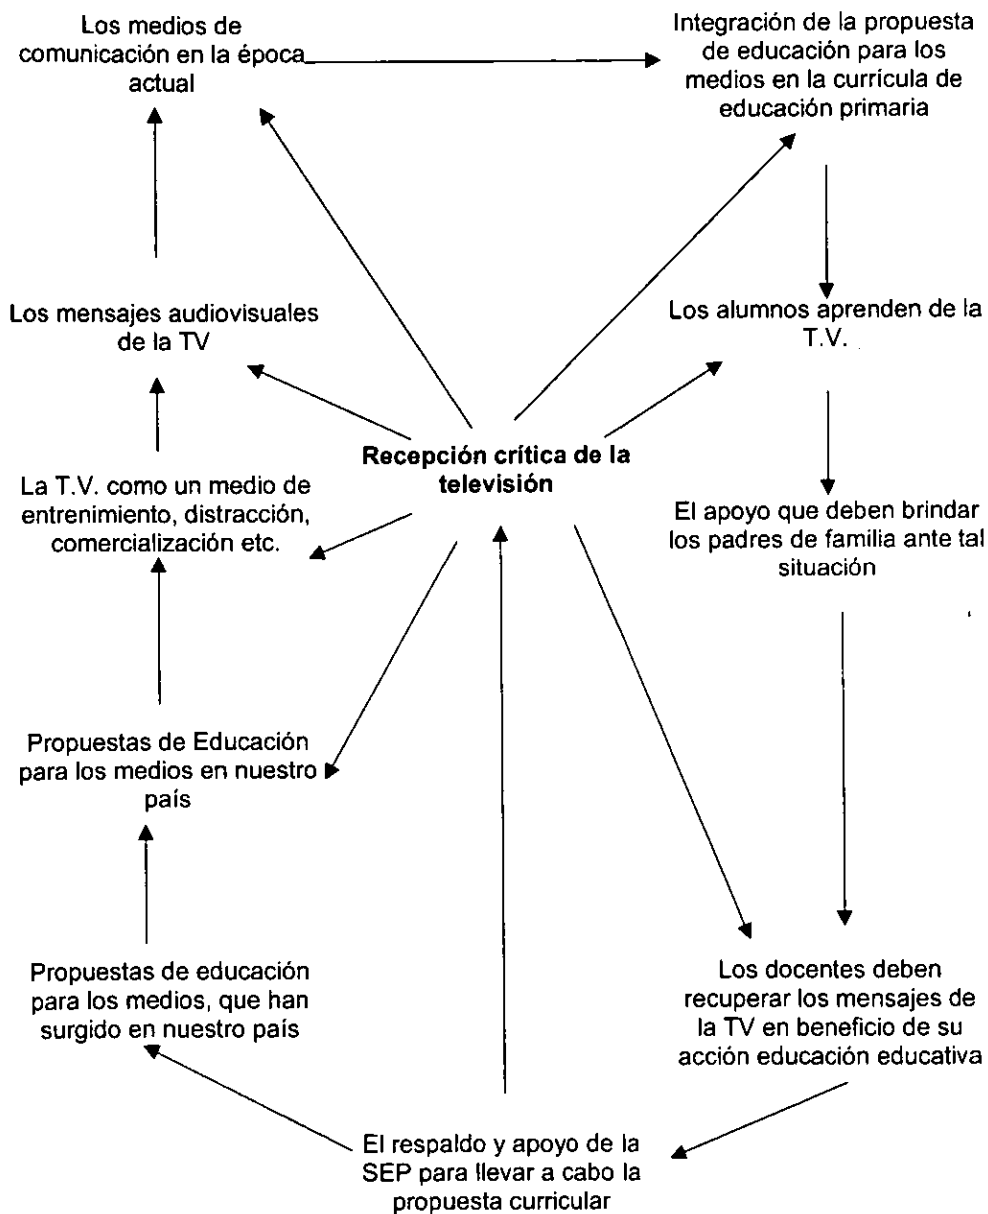 Los medios de
comunicación en la época
actual
Integración de la propuesta
de educación para los
medios en la currícula de
educación primaria
Los mensajes audiovisuales
de la TV
Los alumnos aprenden de la
T.V.
Recepción crítica de la
televisión
La T.V. como un medio de
entrenimiento, distracción,
comercialización etc.
El apoyo que deben brindar
los padres de familia ante tal
situación
Propuestas de Educación
para los medios en nuestro
país
Propuestas de educación
para los medios, que han
surgido en nuestro país
Los docentes deben
recuperar los mensajes de
la TV en beneficio de su
acción educación educativa
El respaldo y apoyo de la
SEP para llevar a cabo la
propuesta curricular